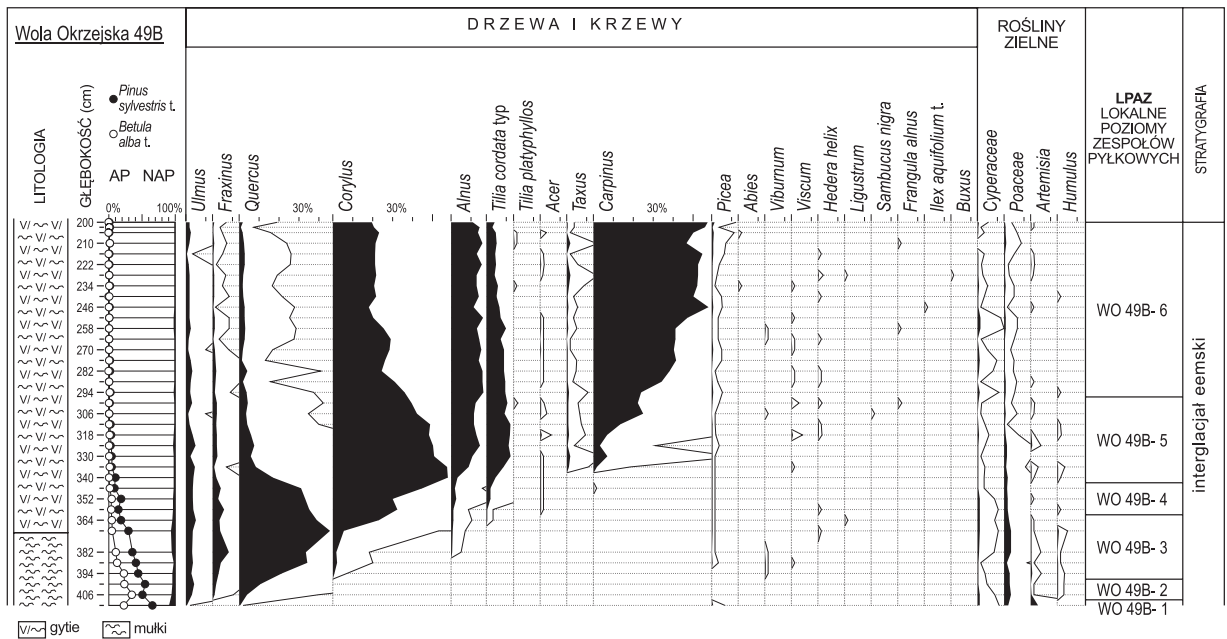 Wola Okrzejska 49B
DRZEWA I KRZEWY
ROŚLINY
ZIELNE
LITOLOGIA
GŁĘBOKOŚĆ (cm)
Pinus
sylvestris t.
Betula
alba t.
AP NAP
0% 100%
Ulmus
Fraxinus
Quercus
30%
Corylus
30%
Alnus
Tilia cordata typ
Tilia platyphyllos
Acer
Taxus
Carpinus
30%
Picea
Abies
Viburnum
Viscum
Hedera helix
Ligustrum
Sambucus nigra
Frangula alnus
Ilex aquifolium t.
Buxus
Cyperaceae
Poaceae
Artemisia
Humulus
LPAZ
LOKALNE
POZIOMY
ZESPOŁÓW
PYŁKOWYCH
STRATYGRAFIA
200
210
222
234
246
258
270
282
294
306
318
330
340
352
364
382
394
406
WO 49B- 6
WO 49B- 5
WO 49B- 4
WO 49B- 3
WO 49B- 2
WO 49B- 1
interglacjał eemski
gytie
mułki